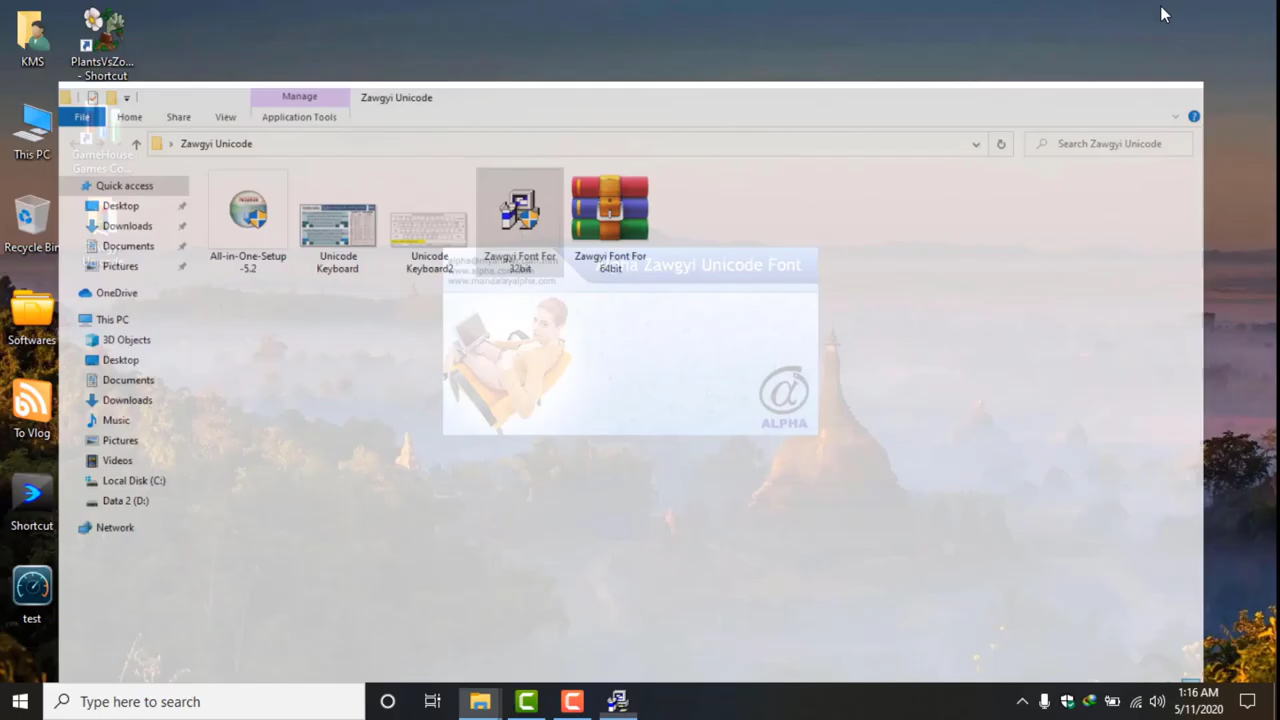 KMS
PlantsVsZo...
- Shortcut
Manage
Zawgyi Unicode
File
Home
Share
View
Application Tools
This PC
GameHouse
Games Co...
Zawgyi Unicode
Search Zawgyi Unicode
Quick access
Desktop
Downloads
Documents
Pictures
OneDrive
This PC
3D Objects
Desktop
Documents
Downloads
Music
Pictures
Videos
Local Disk (C:)
Data 2 (D:)
Network
All-in-One-Setup
-5.2
Unicode
Keyboard
Unicode
Keyboard2
Zawgyi Font For
32bit
Zawgyi Font For
64bit
Zawgyi Unicode Font
www.mandalayalpha.com
ALPHA
Recycle Bin
Softwares
To Vlog
Shortcut
test
Type here to search
1:16 AM
5/11/2020